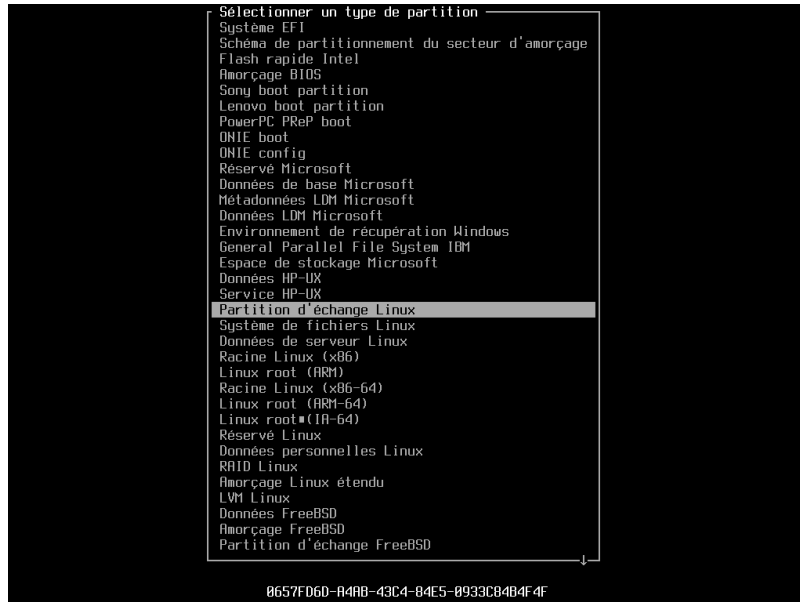 Sélectionner un type de partition
Système EFI
Schéma de partitionnement du secteur d'amorçage
Flash rapide Intel
Amorçage BIOS
Sony boot partition
Lenovo boot partition
PowerPC PReP boot
ONIE boot
ONIE config
Réservé Microsoft
Données de base Microsoft
Métadonnées LDM Microsoft
Données LDM Microsoft
Environnement de récupération Windows
General Parallel File System IBM
Espace de stockage Microsoft
Données HP-UX
Service HP-UX
Partition d'échange Linux
Système de fichiers Linux
Données de serveur Linux
Racine Linux (x86)
Linux root (ARM)
Racine Linux (x86-64)
Linux root (ARM-64)
Linux root▪(IA-64)
Réservé Linux
Données personnelles Linux
RAID Linux
Amorçage Linux étendu
LVM Linux
Données FreeBSD
Amorçage FreeBSD
Partition d'échange FreeBSD
↓
0657FD6D-A4AB-43C4-84E5-0933C84B4F4F